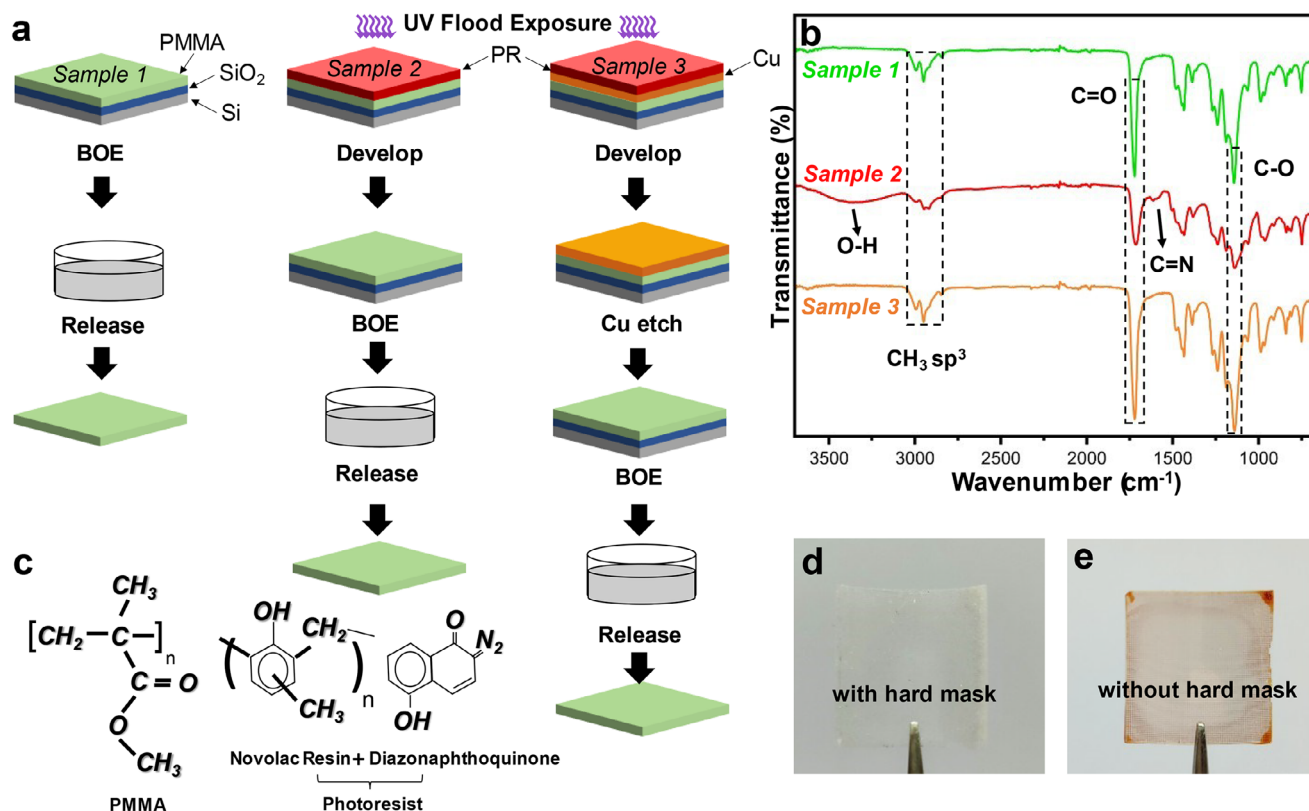 a
UV Flood Exposure
PMMA
SiO2
Si
Sample 1
Sample 2
PR
Sample 3
Cu
BOE
Develop
Develop
Release
BOE
Cu etch
Release
BOE
Release
b
Transmittance (%)
Sample 1
C=O
Sample 2
C-O
O-H
C=N
Sample 3
CH3 sp3
3500 3000 2500 2000 1500 1000
Wavenumber (cm-1)
c
CH3
[CH2 — C —]n
C = O
O
CH3
PMMA
OH
CH2
n
CH3
O
N2
OH
Novolac Resin + Diazonaphthoquinone
Photoresist
d
with hard mask
e
without hard mask